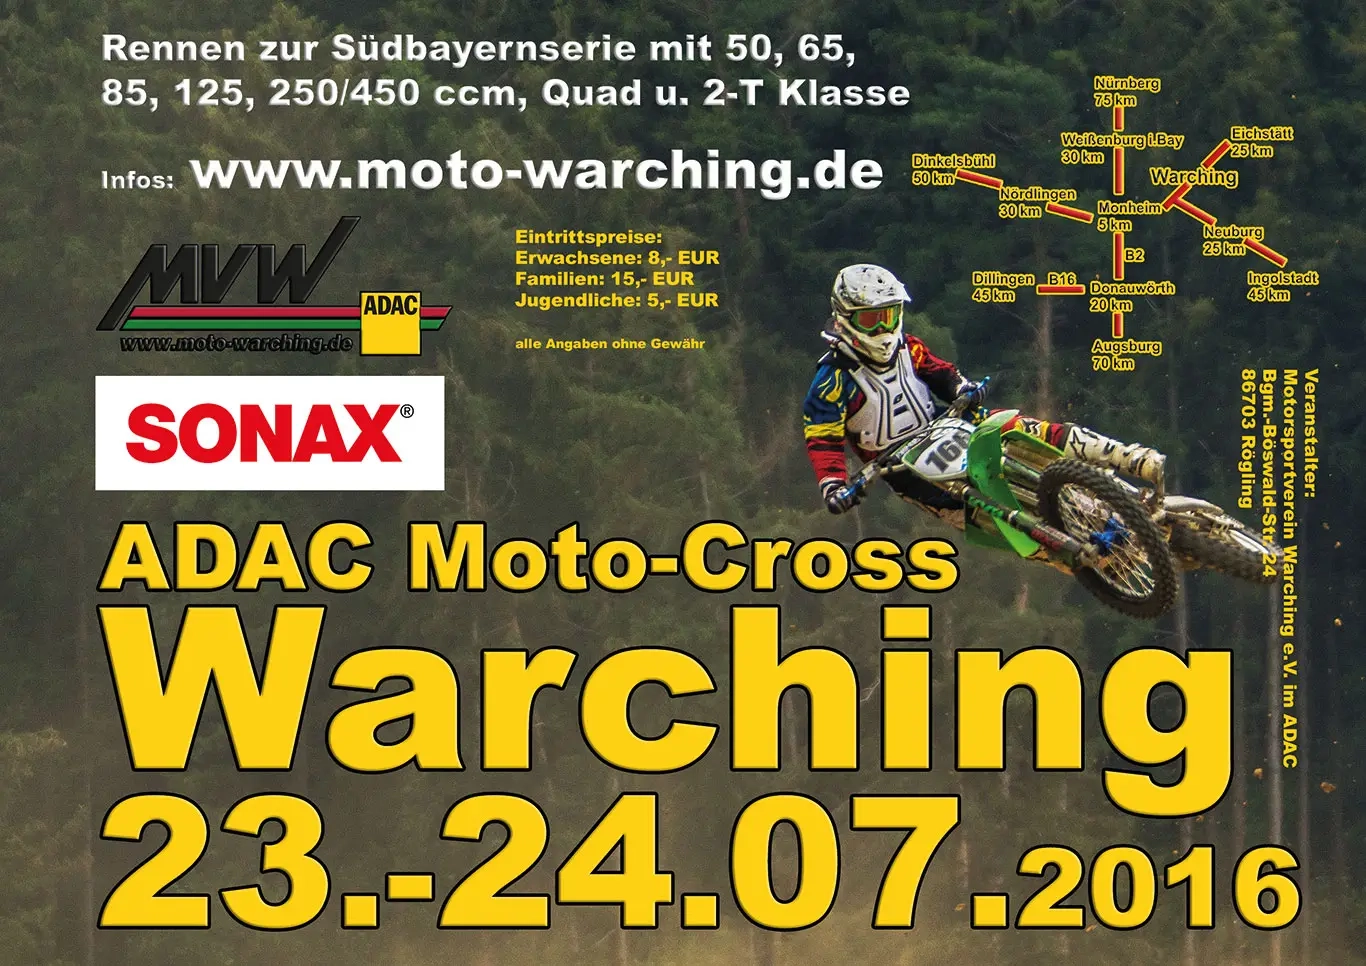 Rennen zur Südbayernserie mit 50, 65,
85, 125, 250/450 ccm, Quad u. 2-T Klasse
Infos: www.moto-warching.de
MVW
ADAC
www.moto-warching.de
Eintrittspreise:
Erwachsene: 8,- EUR
Familien: 15,- EUR
Jugendliche: 5,- EUR
alle Angaben ohne Gewähr
Nürnberg
75 km
Weißenburg i.Bay
30 km
Eichstätt
25 km
Dinkelsbühl
50 km
Warching
Nördlingen
30 km
Monheim
5 km
Neuburg
25 km
B2
Ingolstadt
45 km
Dillingen
45 km
B16
Donauwörth
20 km
Augsburg
70 km
SONAX®
166
Veranstalter:
Motorsportverein Warching e.V. im ADAC
Bgm.-Böswald-Str.24
86703 Rögling
ADAC Moto-Cross
Warching
23.-24.07.2016